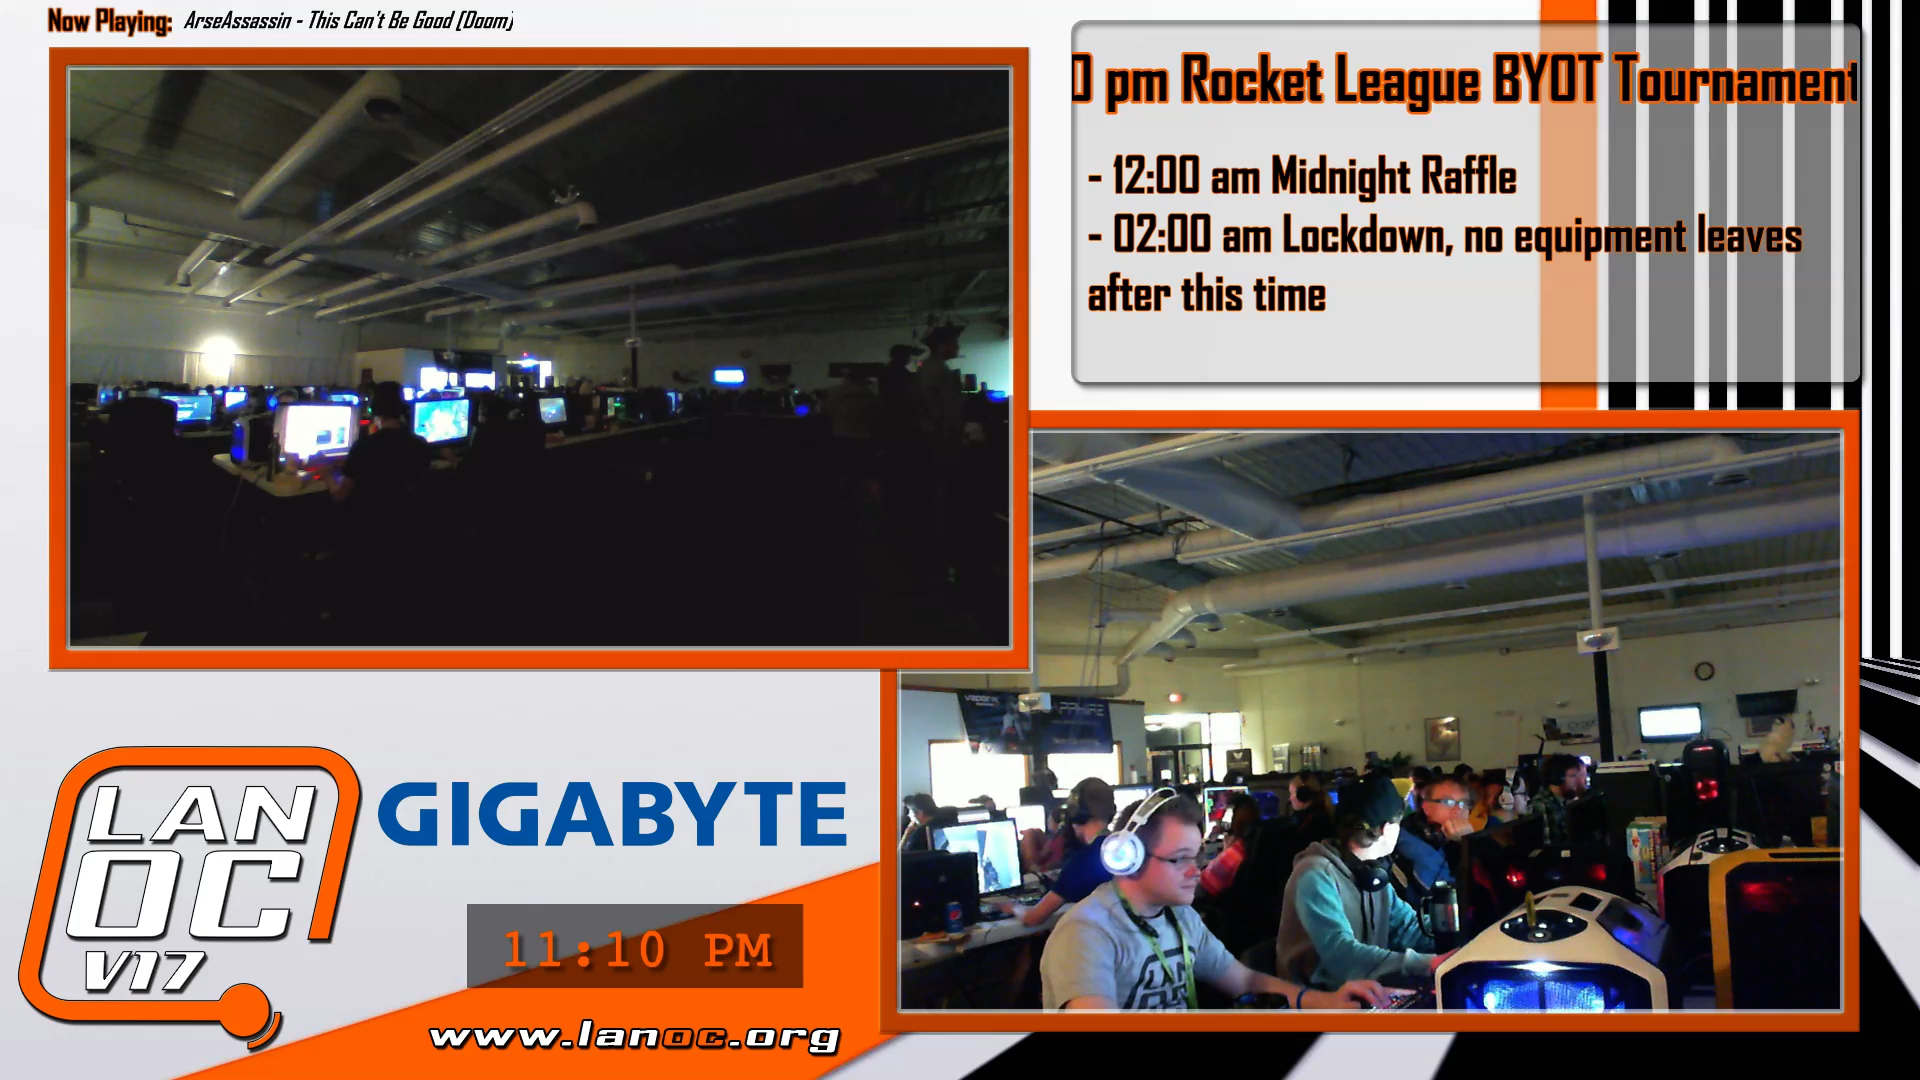 Now Playing: ArseAssassin - This Can't Be Good (Doom)
0 pm Rocket League BYOT Tournament
- 12:00 am Midnight Raffle
- 02:00 am Lockdown, no equipment leaves
after this time
LAN
OC
V17
GIGABYTE
11:10 PM
www.lanoc.org